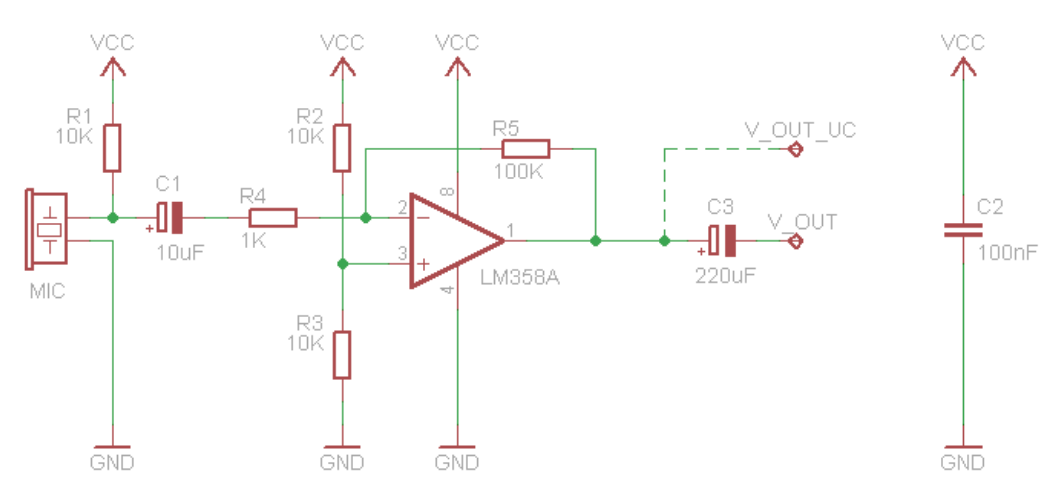 VCC
VCC
VCC
VCC
R1
10K
R2
10K
R5
100K
V_OUT_UC
C1
+
10uF
R4
1K
8
2
-
3
+
1
4
LM358A
C3
+
220uF
V_OUT
C2
100nF
MIC
R3
10K
GND
GND
GND
GND